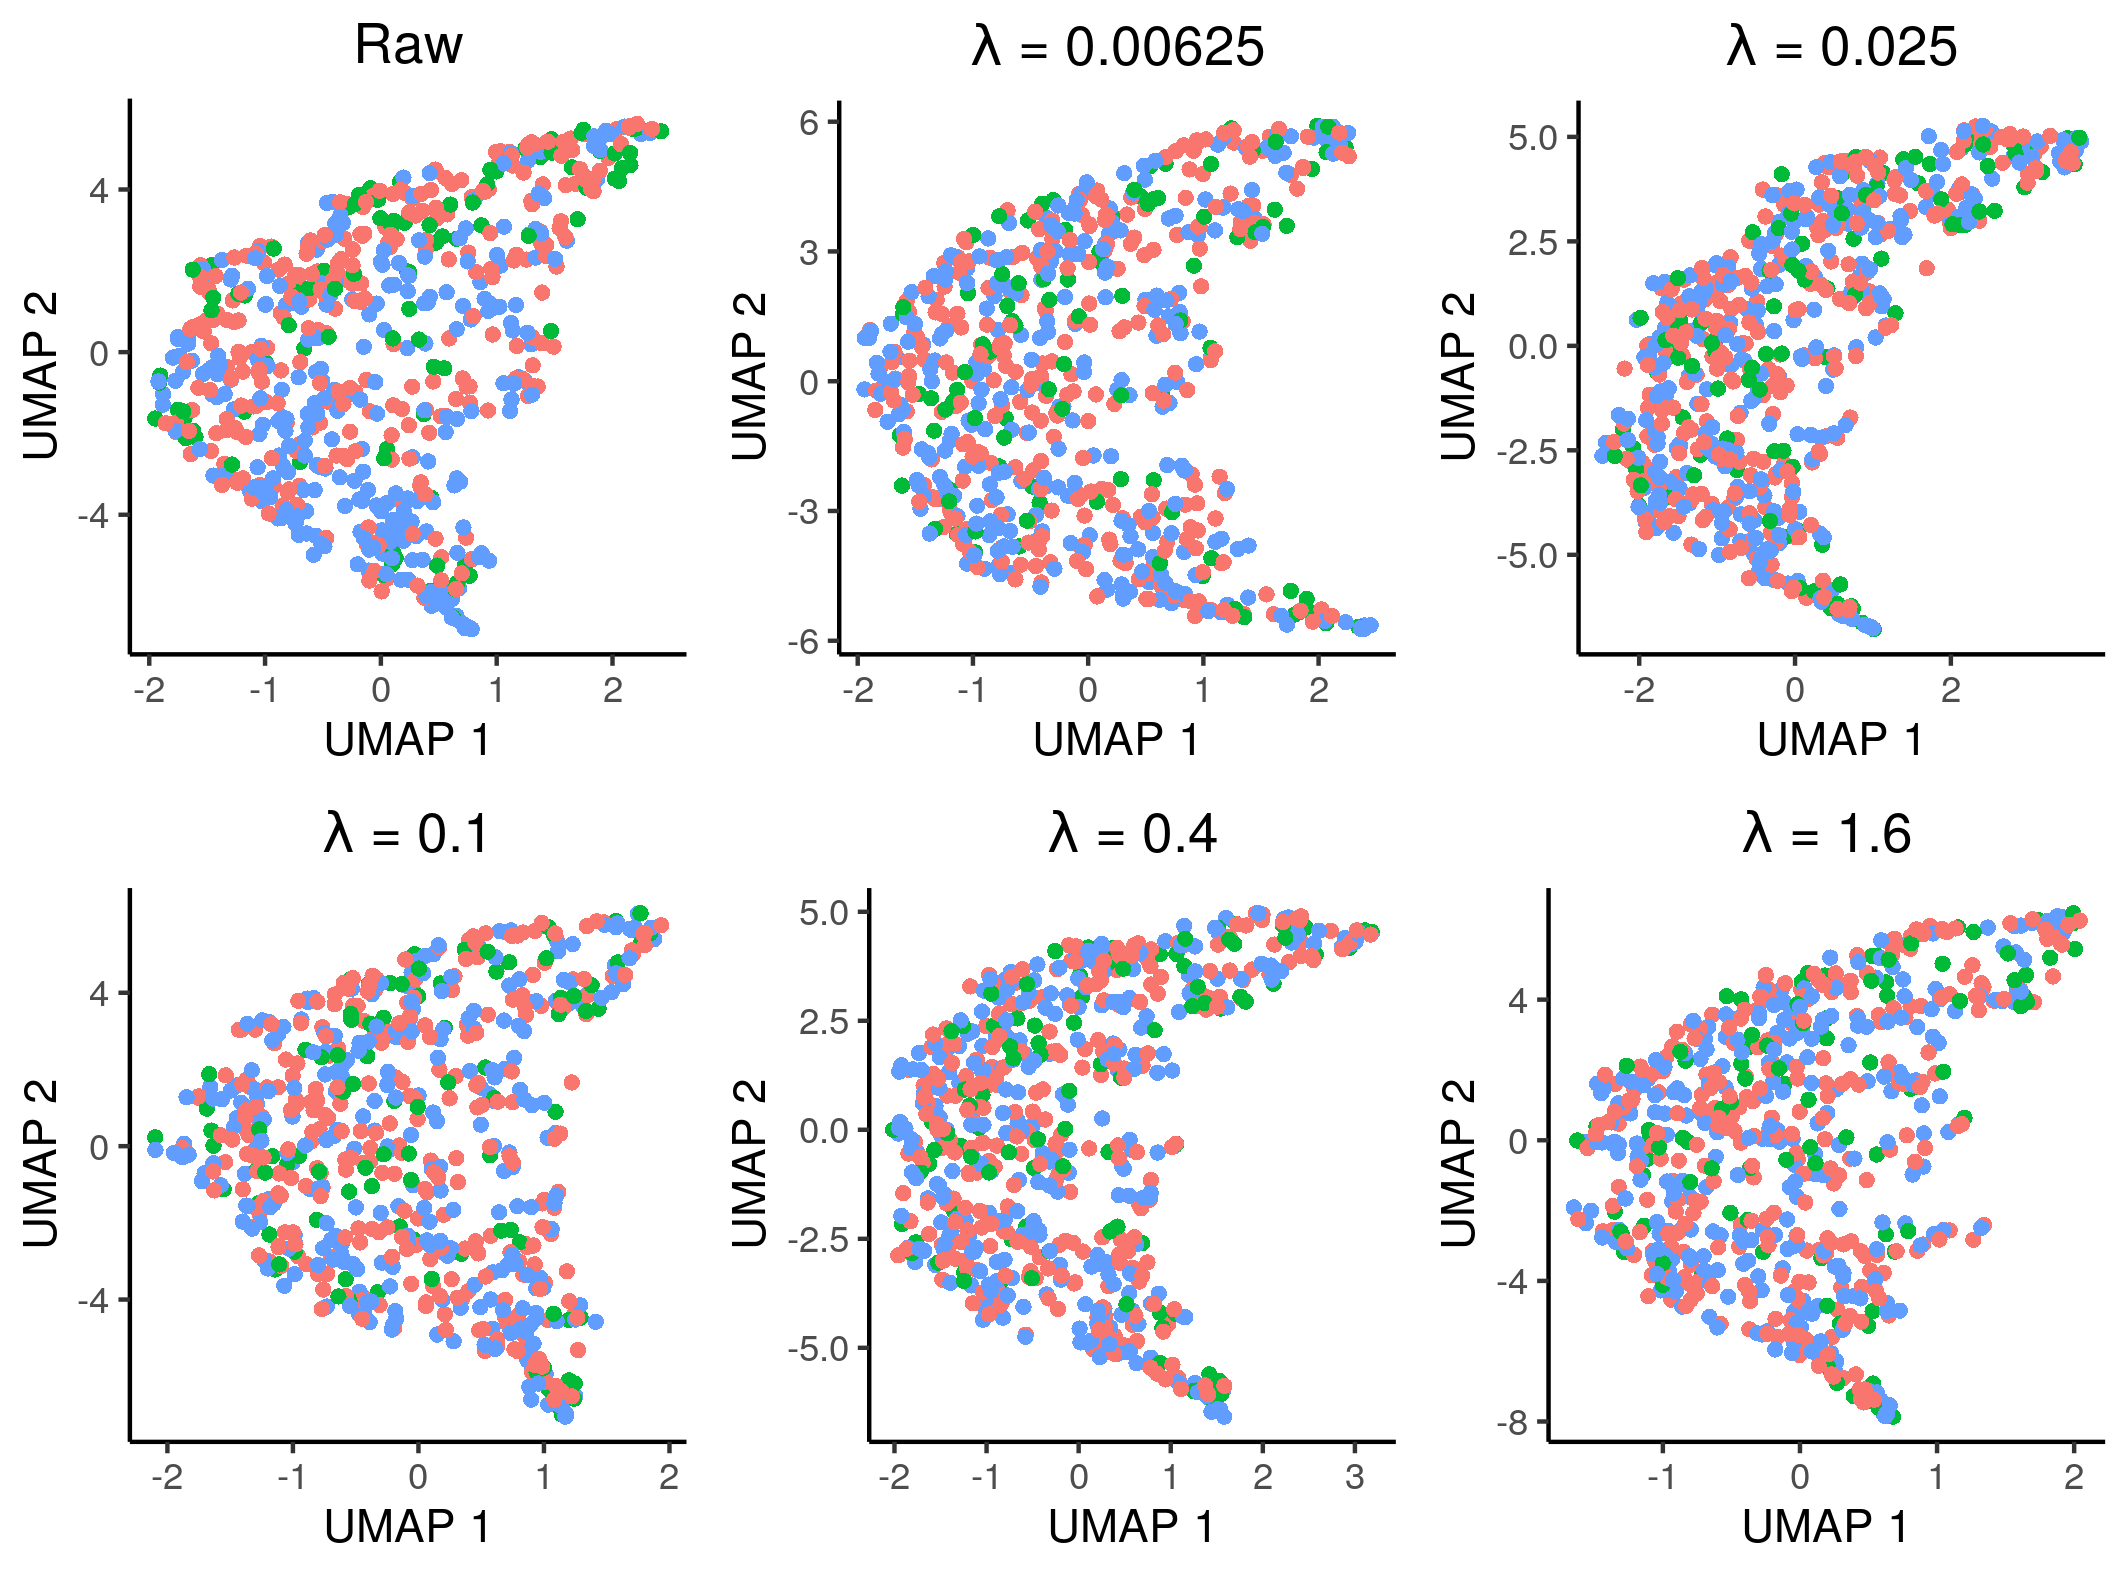 Raw
4
0
-4
-2 -1 0 1 2
UMAP 1
UMAP 2
λ = 0.00625
6
3
0
-3
-6
-2 -1 0 1 2
UMAP 1
UMAP 2
λ = 0.025
5.0
2.5
0.0
-2.5
-5.0
-2 0 2
UMAP 1
UMAP 2
λ = 0.1
4
0
-4
-2 -1 0 1 2
UMAP 1
UMAP 2
λ = 0.4
5.0
2.5
0.0
-2.5
-5.0
-2 -1 0 1 2 3
UMAP 1
UMAP 2
λ = 1.6
4
0
-4
-8
-1 0 1 2
UMAP 1
UMAP 2